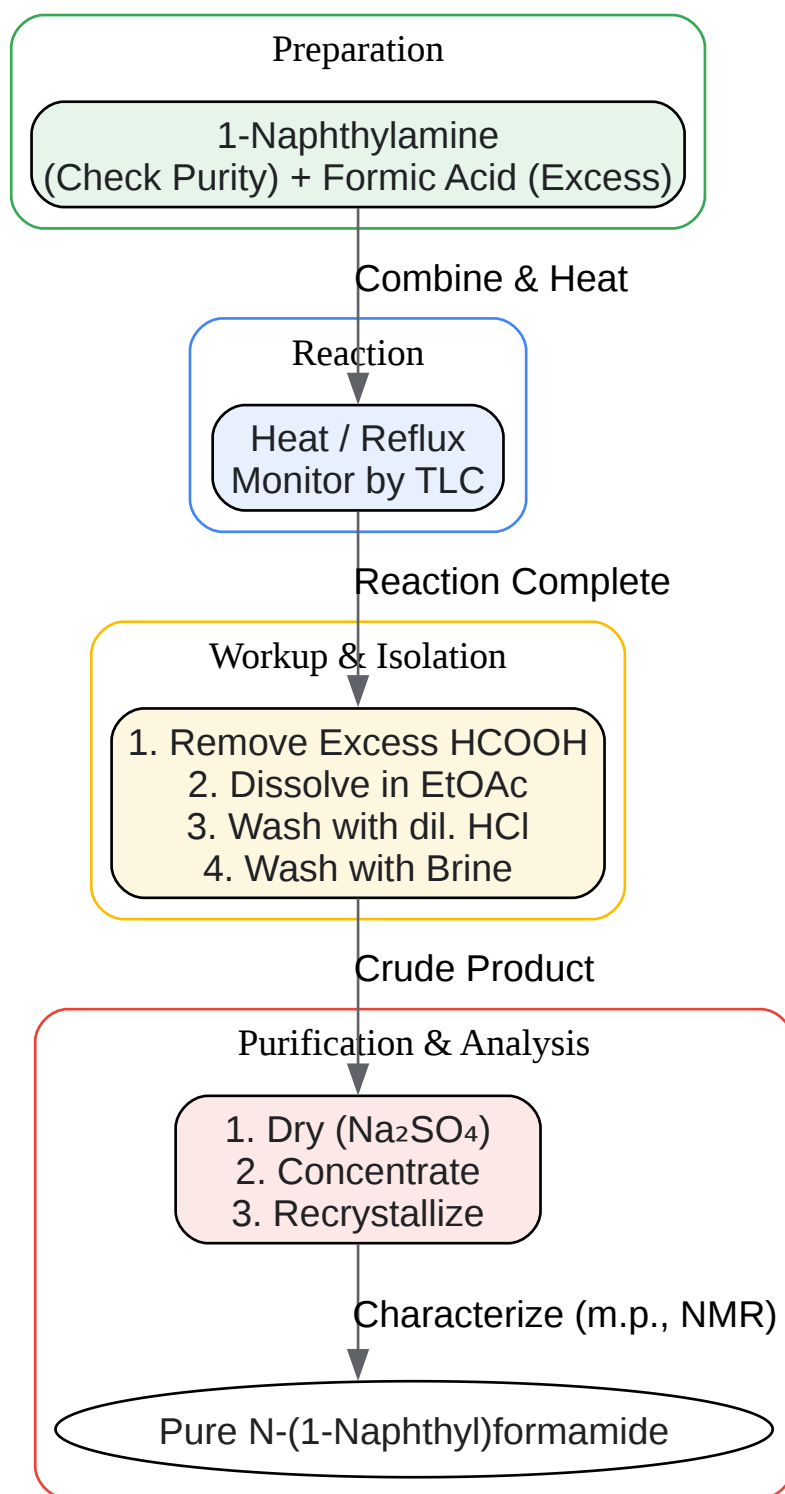 Preparation
1-Naphthylamine
(Check Purity) + Formic Acid (Excess)
Combine & Heat
Reaction
Heat / Reflux
Monitor by TLC
Reaction Complete
Workup & Isolation
1. Remove Excess HCOOH
2. Dissolve in EtOAc
3. Wash with dil. HCl
4. Wash with Brine
Crude Product
Purification & Analysis
1. Dry (Na₂SO₄)
2. Concentrate
3. Recrystallize
Characterize (m.p., NMR)
Pure N-(1-Naphthyl)formamide